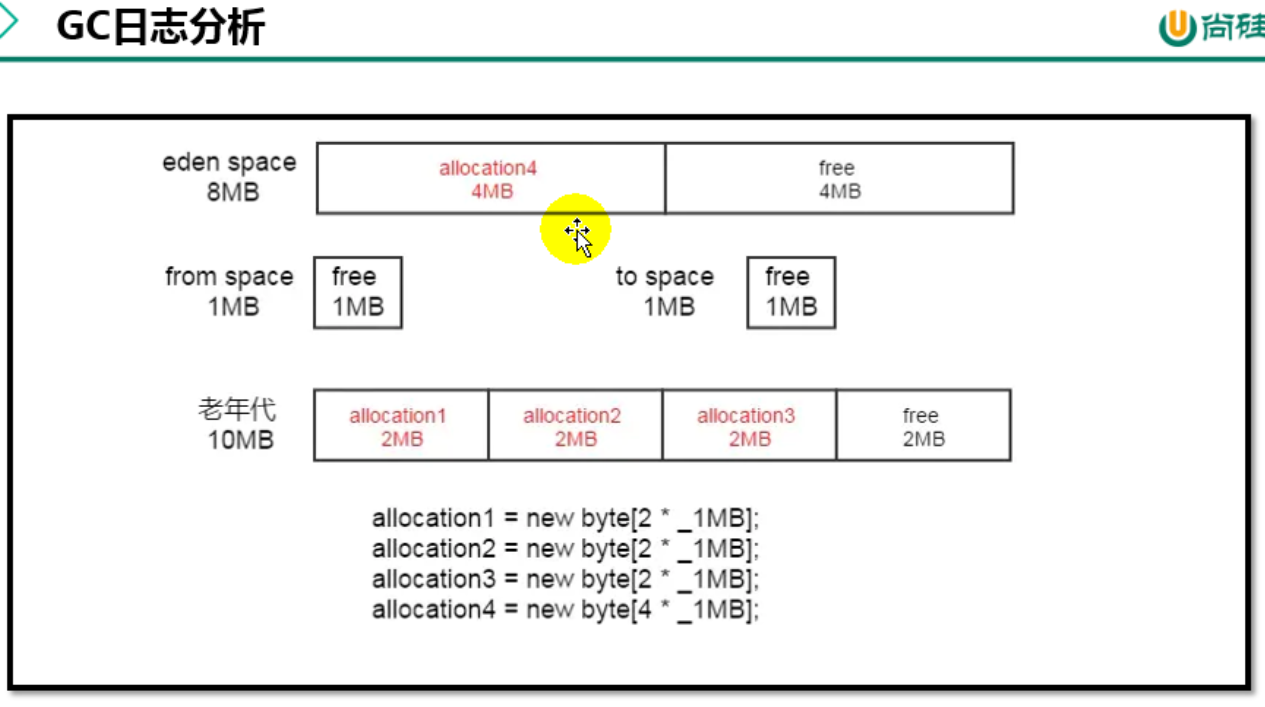 GC日志分析
尚硅
eden space
8MB
allocation4
4MB
free
4MB
from space
1MB
free
1MB
to space
1MB
free
1MB
老年代
10MB
allocation1
2MB
allocation2
2MB
allocation3
2MB
free
2MB
allocation1 = new byte[2 * _1MB];
allocation2 = new byte[2 * _1MB];
allocation3 = new byte[2 * _1MB];
allocation4 = new byte[4 * _1MB];